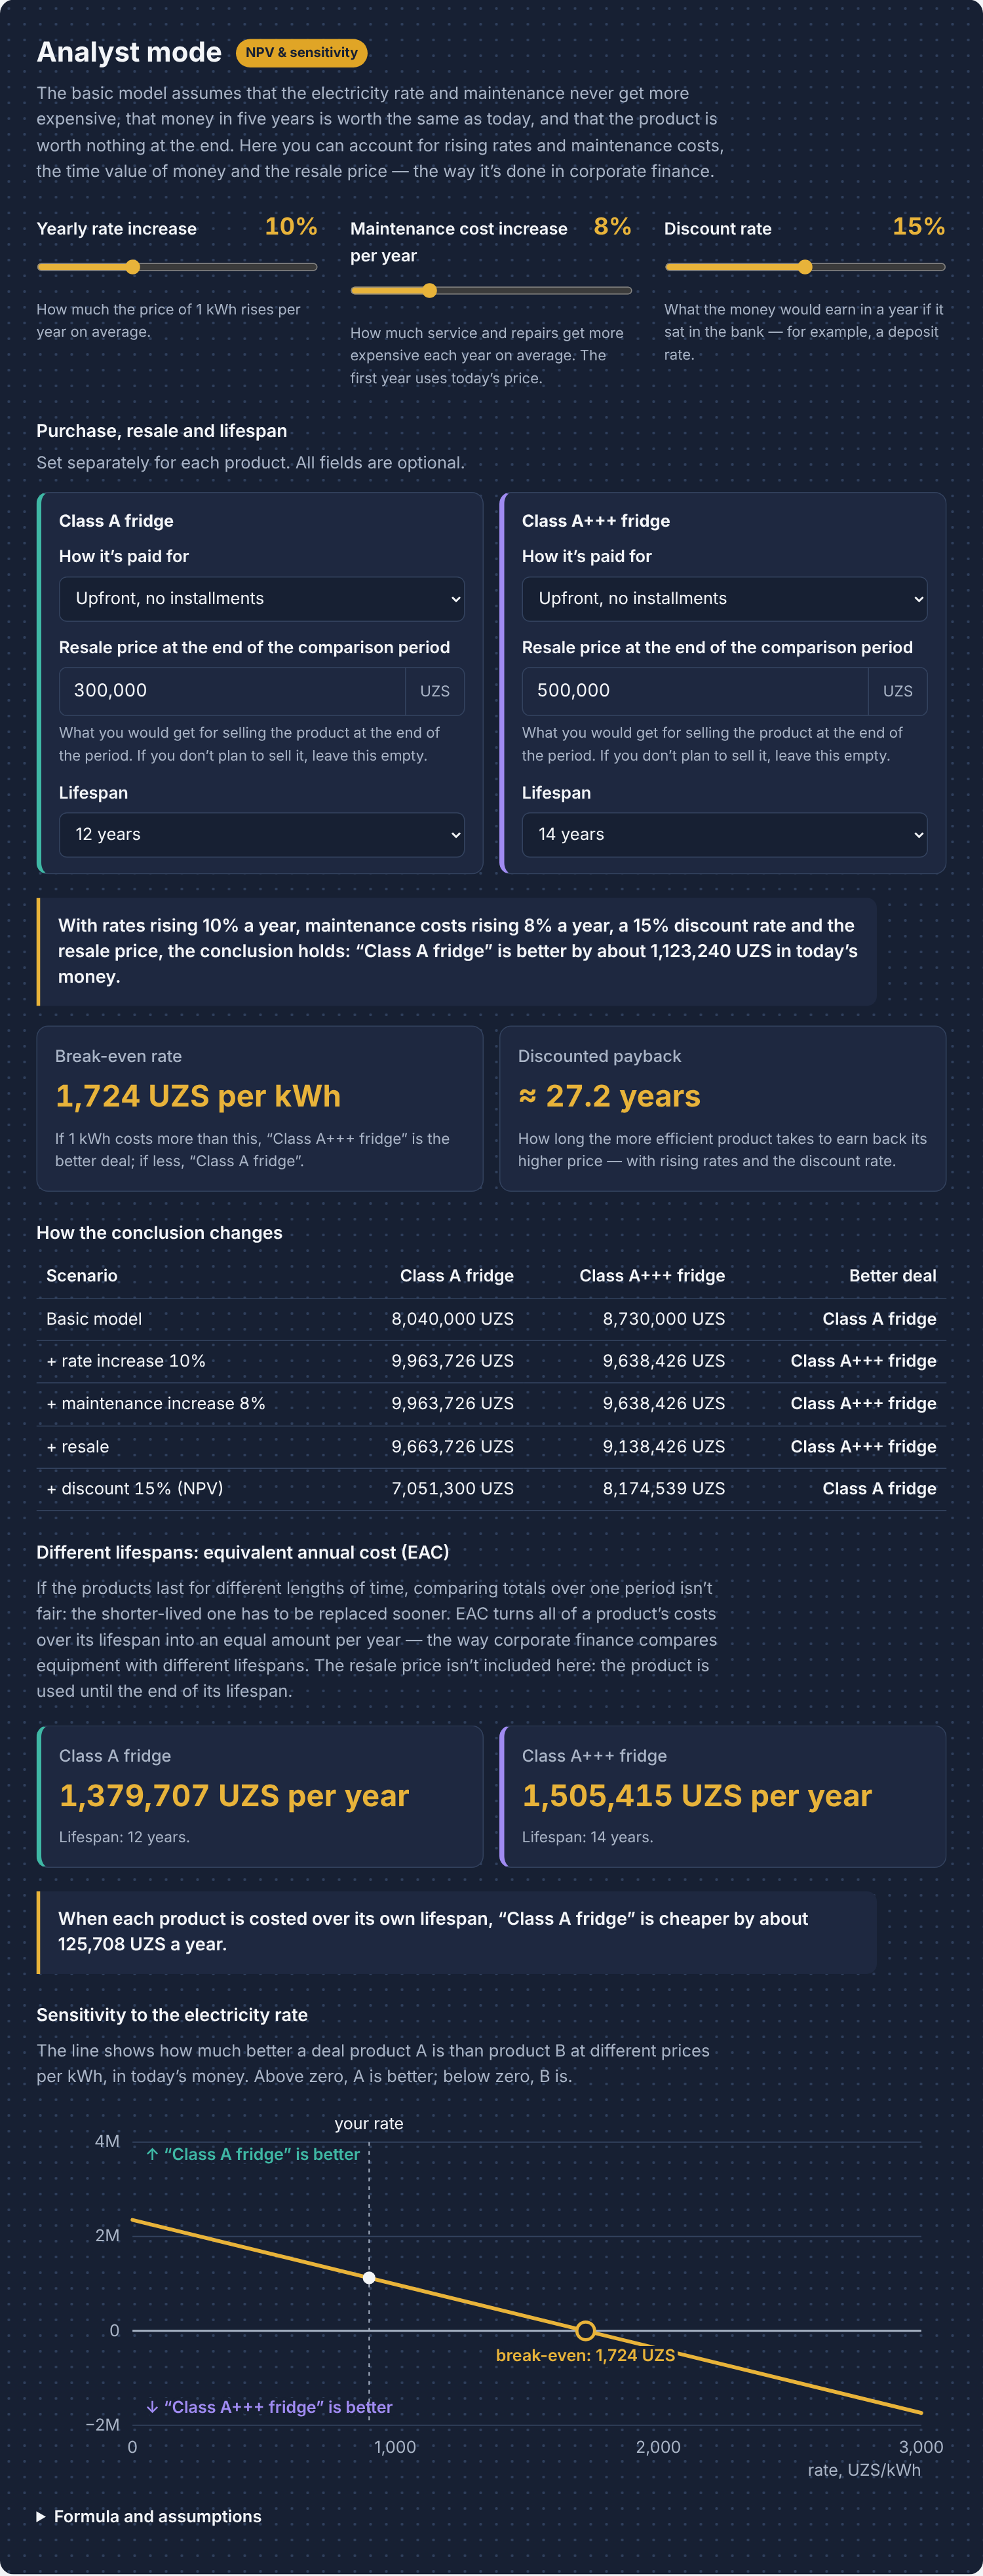 Analyst mode NPV & sensitivity
The basic model assumes that the electricity rate and maintenance never get more
expensive, that money in five years is worth the same as today, and that the product is
worth nothing at the end. Here you can account for rising rates and maintenance costs,
the time value of money and the resale price — the way it’s done in corporate finance.
Yearly rate increase 10%
How much the price of 1 kWh rises per
year on average.
Maintenance cost increase 8%
per year
How much service and repairs get more
expensive each year on average. The
first year uses today’s price.
Discount rate 15%
What the money would earn in a year if it
sat in the bank — for example, a deposit
rate.
Purchase, resale and lifespan
Set separately for each product. All fields are optional.
Class A fridge
How it’s paid for
Upfront, no installments
Resale price at the end of the comparison period
300,000 UZS
What you would get for selling the product at the end of
the period. If you don’t plan to sell it, leave this empty.
Lifespan
12 years
Class A+++ fridge
How it’s paid for
Upfront, no installments
Resale price at the end of the comparison period
500,000 UZS
What you would get for selling the product at the end of
the period. If you don’t plan to sell it, leave this empty.
Lifespan
14 years
With rates rising 10% a year, maintenance costs rising 8% a year, a 15% discount rate and the
resale price, the conclusion holds: “Class A fridge” is better by about 1,123,240 UZS in today’s
money.
Break-even rate
1,724 UZS per kWh
If 1 kWh costs more than this, “Class A+++ fridge” is the
better deal; if less, “Class A fridge”.
Discounted payback
≈ 27.2 years
How long the more efficient product takes to earn back its
higher price — with rising rates and the discount rate.
How the conclusion changes
Scenario Class A fridge Class A+++ fridge Better deal
Basic model 8,040,000 UZS 8,730,000 UZS Class A fridge
+ rate increase 10% 9,963,726 UZS 9,638,426 UZS Class A+++ fridge
+ maintenance increase 8% 9,963,726 UZS 9,638,426 UZS Class A+++ fridge
+ resale 9,663,726 UZS 9,138,426 UZS Class A+++ fridge
+ discount 15% (NPV) 7,051,300 UZS 8,174,539 UZS Class A fridge
Different lifespans: equivalent annual cost (EAC)
If the products last for different lengths of time, comparing totals over one period isn’t
fair: the shorter-lived one has to be replaced sooner. EAC turns all of a product’s costs
over its lifespan into an equal amount per year — the way corporate finance compares
equipment with different lifespans. The resale price isn’t included here: the product is
used until the end of its lifespan.
Class A fridge
1,379,707 UZS per year
Lifespan: 12 years.
Class A+++ fridge
1,505,415 UZS per year
Lifespan: 14 years.
When each product is costed over its own lifespan, “Class A fridge” is cheaper by about
125,708 UZS a year.
Sensitivity to the electricity rate
The line shows how much better a deal product A is than product B at different prices
per kWh, in today’s money. Above zero, A is better; below zero, B is.
your rate
4M
↑ “Class A fridge” is better
2M
0
break-even: 1,724 UZS
↓ “Class A+++ fridge” is better
−2M
0 1,000 2,000 3,000
rate, UZS/kWh
▶ Formula and assumptions